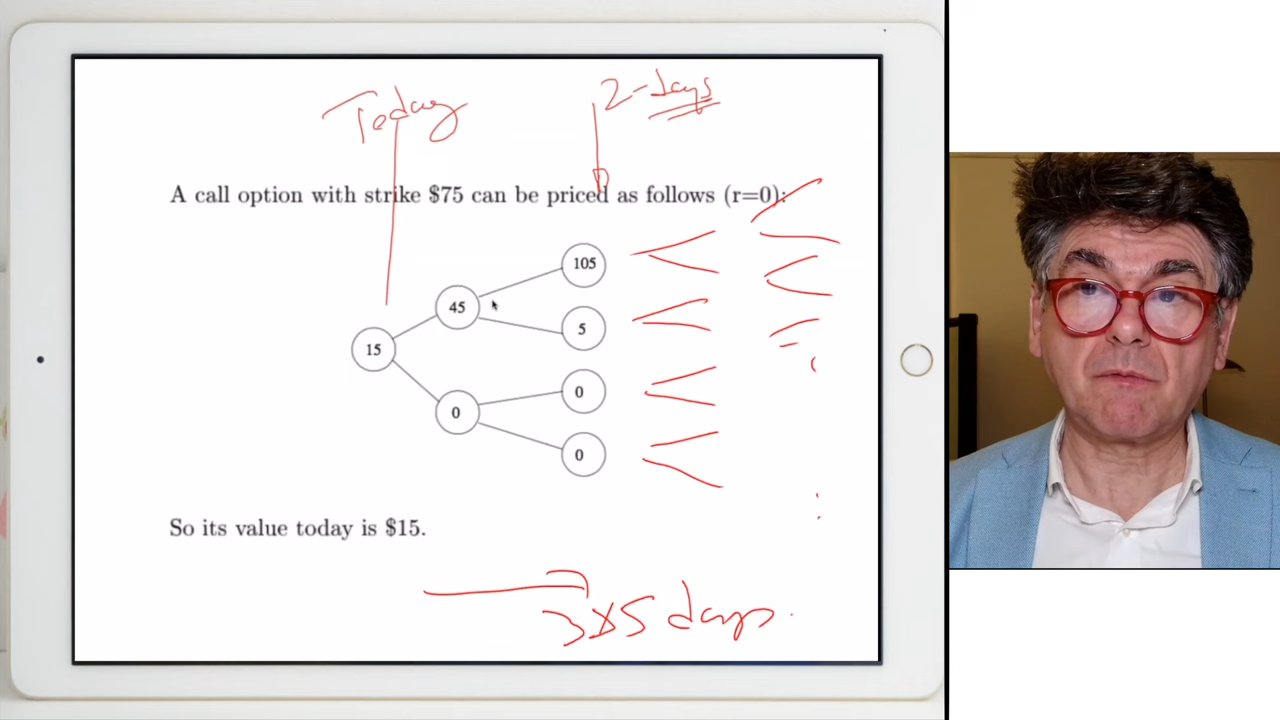 Today
2-days
A call option with strike $75 can be priced as follows (r=0):
105
45
5
15
0
0
0
So its value today is $15.
365 days.